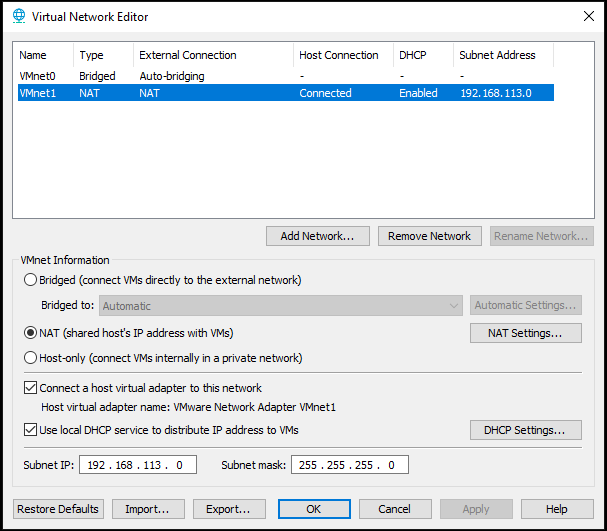 Virtual Network Editor
Name Type External Connection Host Connection DHCP Subnet Address
VMnet0 Bridged Auto-bridging - - -
VMnet1 NAT NAT Connected Enabled 192.168.113.0
Add Network... Remove Network Rename Network...
VMnet Information
Bridged (connect VMs directly to the external network)
Bridged to: Automatic Automatic Settings...
NAT (shared host's IP address with VMs) NAT Settings...
Host-only (connect VMs internally in a private network)
Connect a host virtual adapter to this network
Host virtual adapter name: VMware Network Adapter VMnet1
Use local DHCP service to distribute IP address to VMs DHCP Settings...
Subnet IP: 192 . 168 . 113 . 0 Subnet mask: 255 . 255 . 255 . 0
Restore Defaults Import... Export... OK Cancel Apply Help